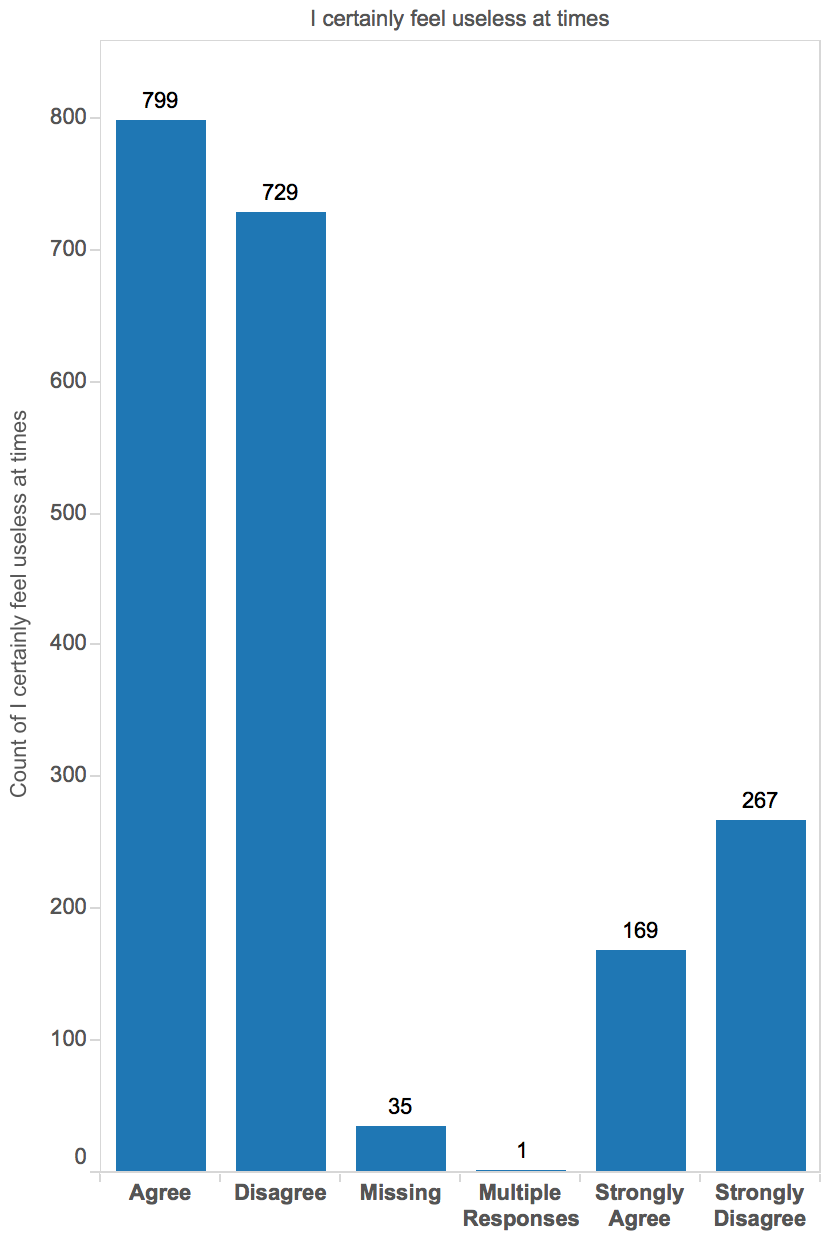 I certainly feel useless at times
Count of I certainly feel useless at times
800
700
600
500
400
300
200
100
0
799
729
35
1
169
267
Agree
Disagree
Missing
Multiple
Responses
Strongly
Agree
Strongly
Disagree